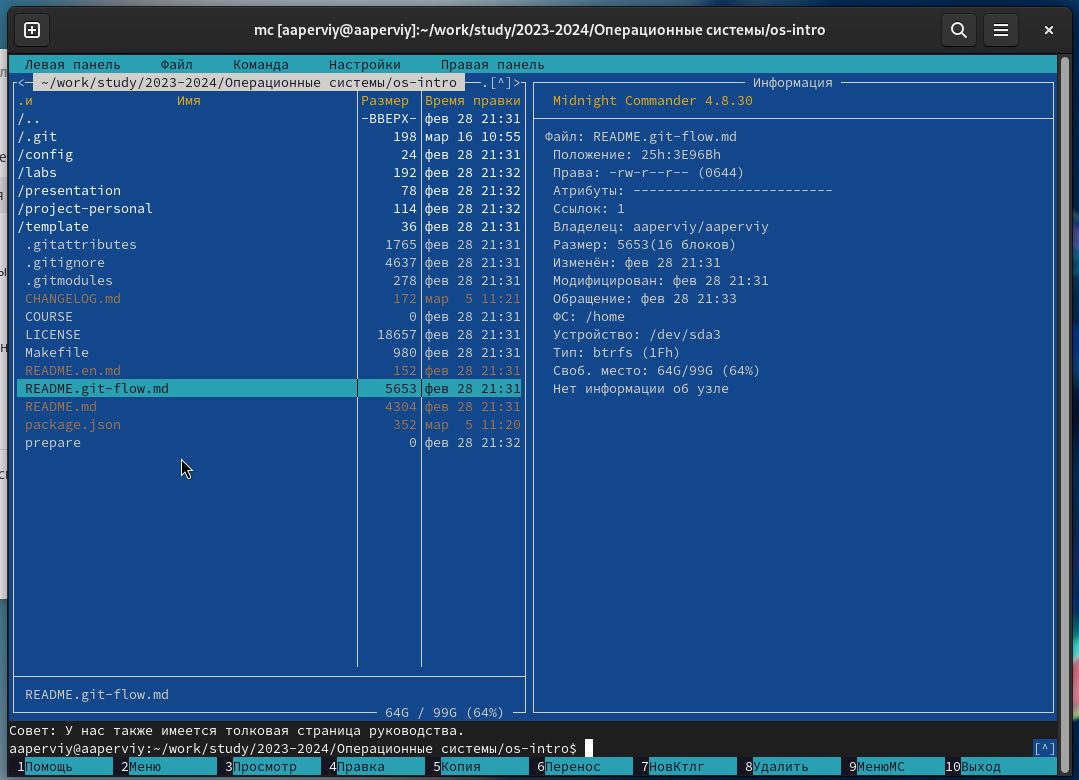 mc [aaperviy@aaperviy]:~/work/study/2023-2024/Операционные системы/os-intro
Левая панель Файл Команда Настройки Правая панель
<— ~/work/study/2023-2024/Операционные системы/os-intro —.[^]>
.и Имя Размер Время правки
/.. -ВВЕРХ- фев 28 21:31
/.git 198 мар 16 10:55
/config 24 фев 28 21:31
/labs 192 фев 28 21:32
/presentation 78 фев 28 21:32
/project-personal 114 фев 28 21:32
/template 36 фев 28 21:31
.gitattributes 1765 фев 28 21:31
.gitignore 4637 фев 28 21:31
.gitmodules 278 фев 28 21:31
CHANGELOG.md 172 мар 5 11:21
COURSE 0 фев 28 21:31
LICENSE 18657 фев 28 21:31
Makefile 980 фев 28 21:31
README.en.md 152 фев 28 21:31
README.git-flow.md 5653 фев 28 21:31
README.md 4304 фев 28 21:31
package.json 352 мар 5 11:20
prepare 0 фев 28 21:32
README.git-flow.md
64G / 99G (64%)
Информация
Midnight Commander 4.8.30
Файл: README.git-flow.md
Положение: 25h:3E96Bh
Права: -rw-r--r-- (0644)
Атрибуты: -------------------------
Ссылок: 1
Владелец: aaperviy/aaperviy
Размер: 5653(16 блоков)
Изменён: фев 28 21:31
Модифицирован: фев 28 21:31
Обращение: фев 28 21:33
ФС: /home
Устройство: /dev/sda3
Тип: btrfs (1Fh)
Своб. место: 64G/99G (64%)
Нет информации об узле
Совет: У нас также имеется толковая страница руководства.
aaperviy@aaperviy:~/work/study/2023-2024/Операционные системы/os-intro$ [^]
1Помощь 2Меню 3Просмотр 4Правка 5Копия 6Перенос 7НовКтлг 8Удалить 9МенюМС 10Выход